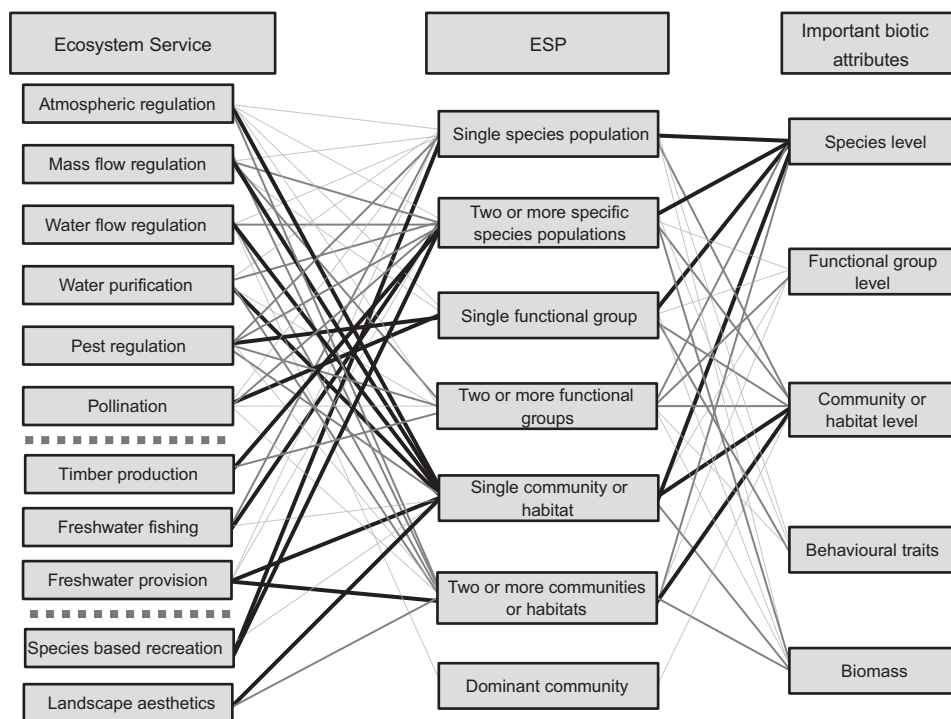 Ecosystem Service
Atmospheric regulation
Mass flow regulation
Water flow regulation
Water purification
Pest regulation
Pollination
Timber production
Freshwater fishing
Freshwater provision
Species based recreation
Landscape aesthetics
ESP
Single species population
Two or more specific
species populations
Single functional group
Two or more functional
groups
Single community or
habitat
Two or more communities
or habitats
Dominant community
Important biotic
attributes
Species level
Functional group
level
Community or
habitat level
Behavioural traits
Biomass